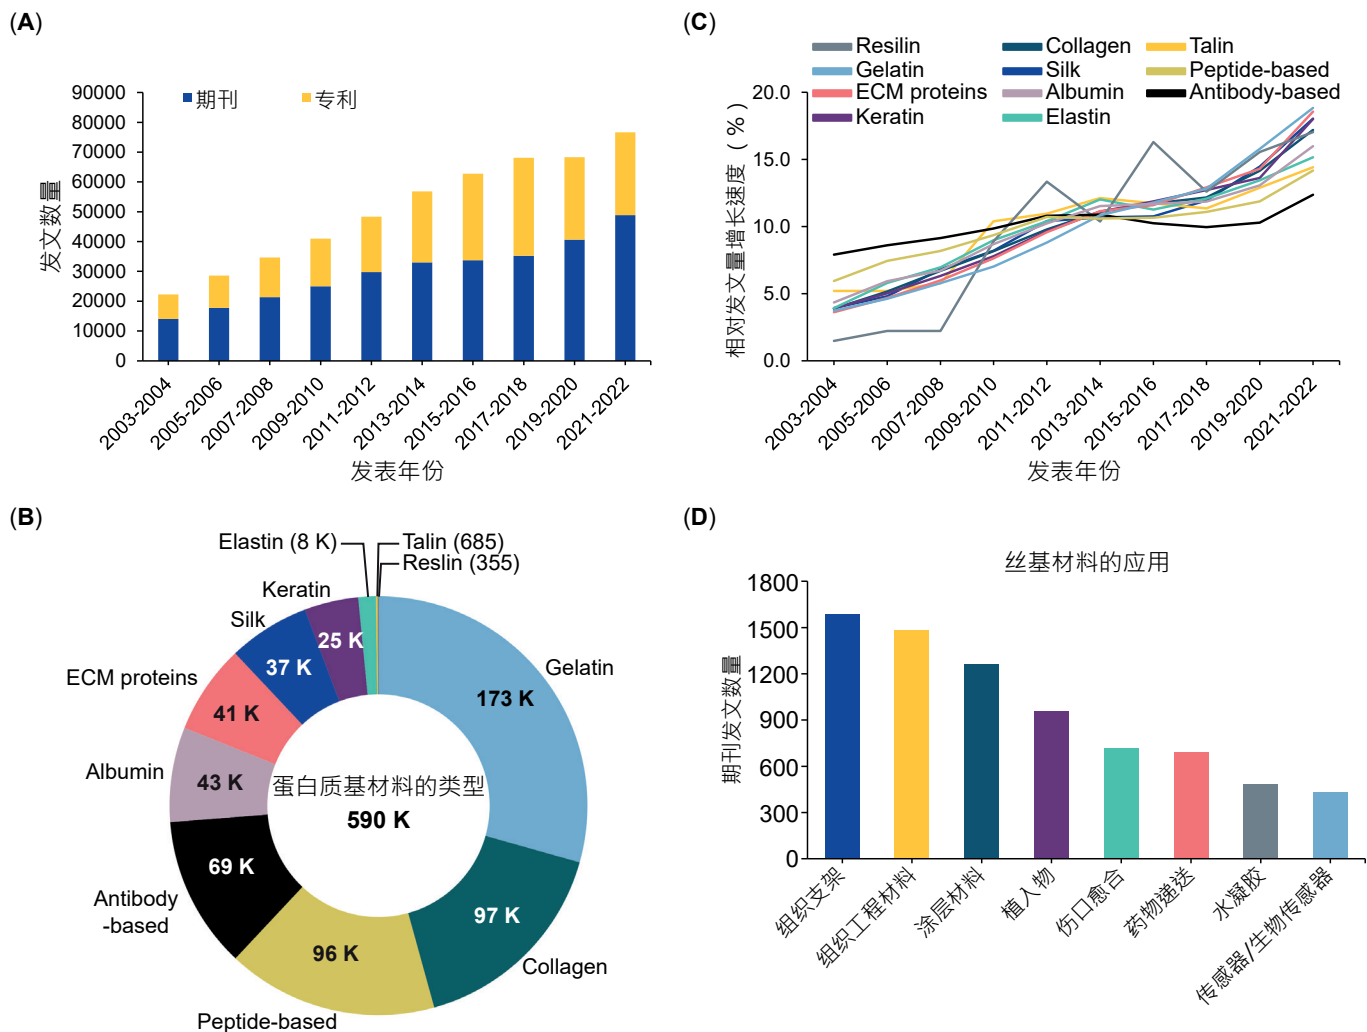 (A)
期刊
专利
90000
80000
70000
60000
50000
40000
30000
20000
10000
0
发文数量
2003-2004
2005-2006
2007-2008
2009-2010
2011-2012
2013-2014
2015-2016
2017-2018
2019-2020
2021-2022
发表年份
(C)
Resilin
Collagen
Talin
Gelatin
Silk
Peptide-based
ECM proteins
Albumin
Antibody-based
Keratin
Elastin
20.0
15.0
10.0
5.0
0.0
相对发文量增长速度(%)
2003-2004
2005-2006
2007-2008
2009-2010
2011-2012
2013-2014
2015-2016
2017-2018
2019-2020
2021-2022
发表年份
(B)
Elastin (8 K)
Talin (685)
Reslin (355)
Keratin
25 K
Silk
37 K
ECM proteins
41 K
Albumin
43 K
Antibody
-based
69 K
Peptide-based
96 K
Collagen
97 K
Gelatin
173 K
蛋白质基材料的类型
590 K
(D)
丝基材料的应用
1800
1500
1200
900
600
300
0
期刊发文数量
组织支架
组织工程材料
涂层材料
植入物
伤口愈合
药物递送
水凝胶
传感器/生物传感器